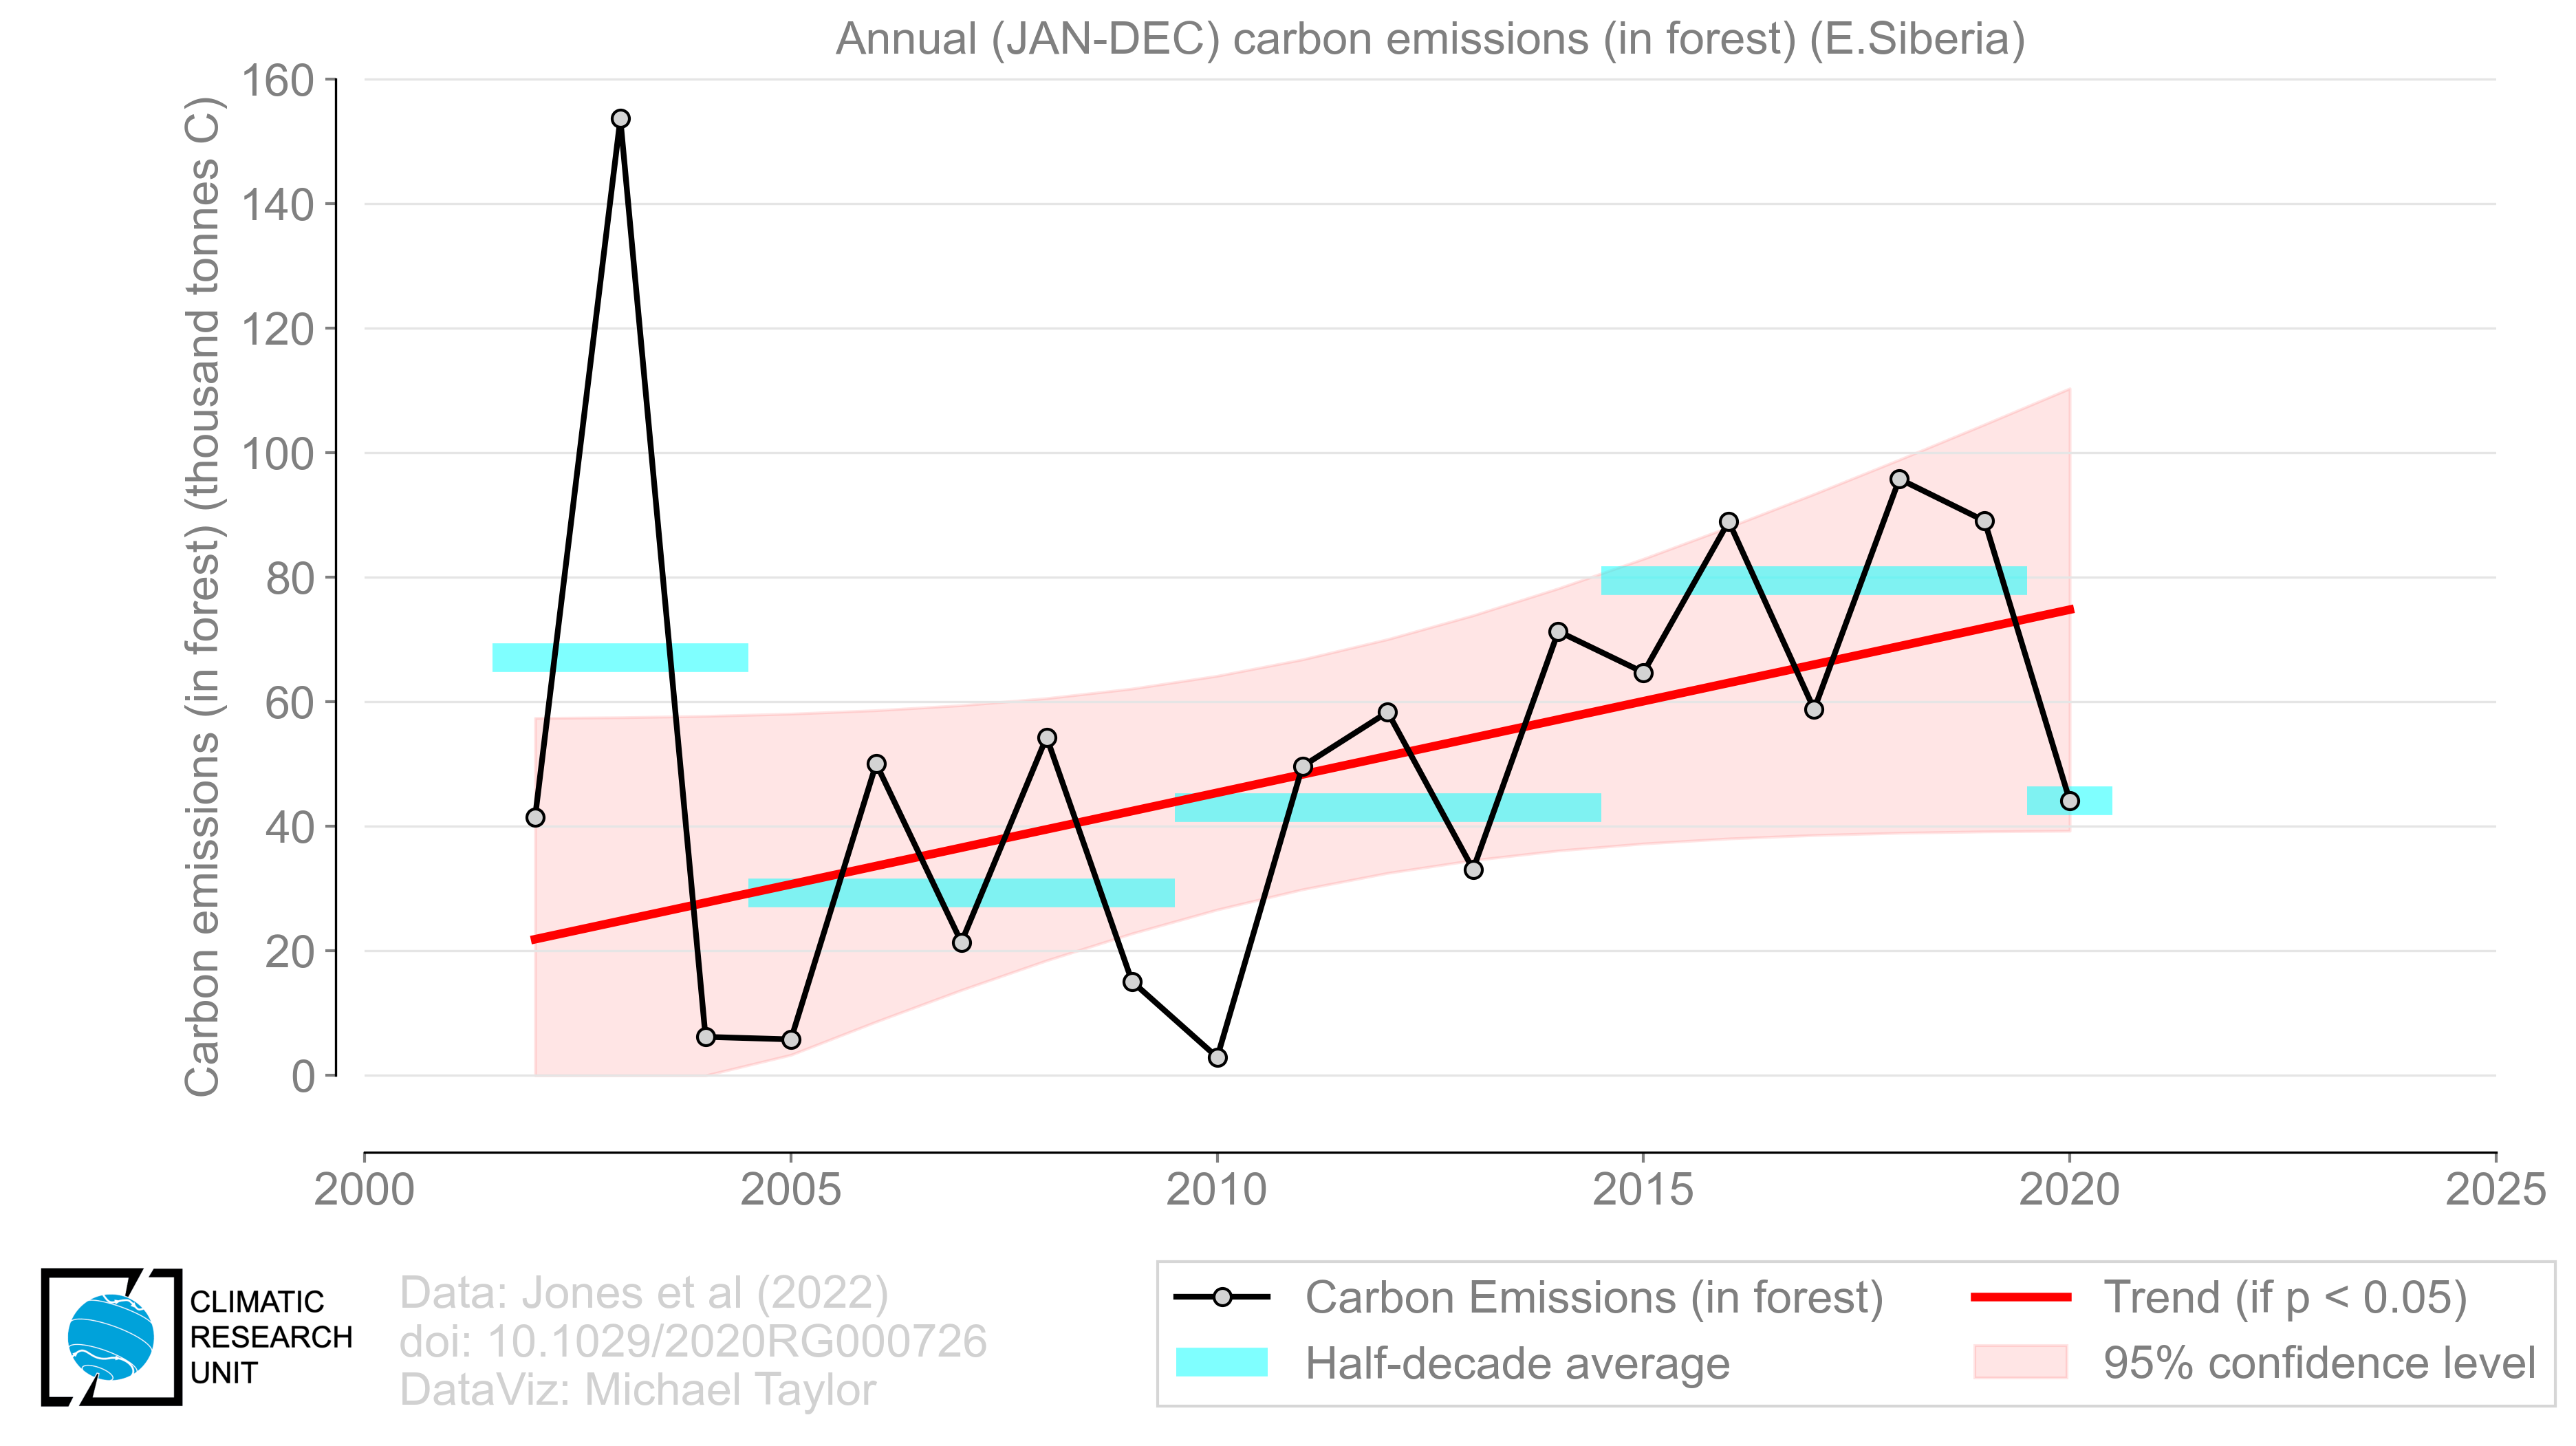 Annual (JAN-DEC) carbon emissions (in forest) (E.Siberia)
Carbon emissions (in forest) (thousand tonnes C)
160
140
120
100
80
60
40
20
0
2000
2005
2010
2015
2020
2025
CLIMATIC
RESEARCH
UNIT
Data: Jones et al (2022)
doi: 10.1029/2020RG000726
DataViz: Michael Taylor
Carbon Emissions (in forest)
Half-decade average
Trend (if p < 0.05)
95% confidence level